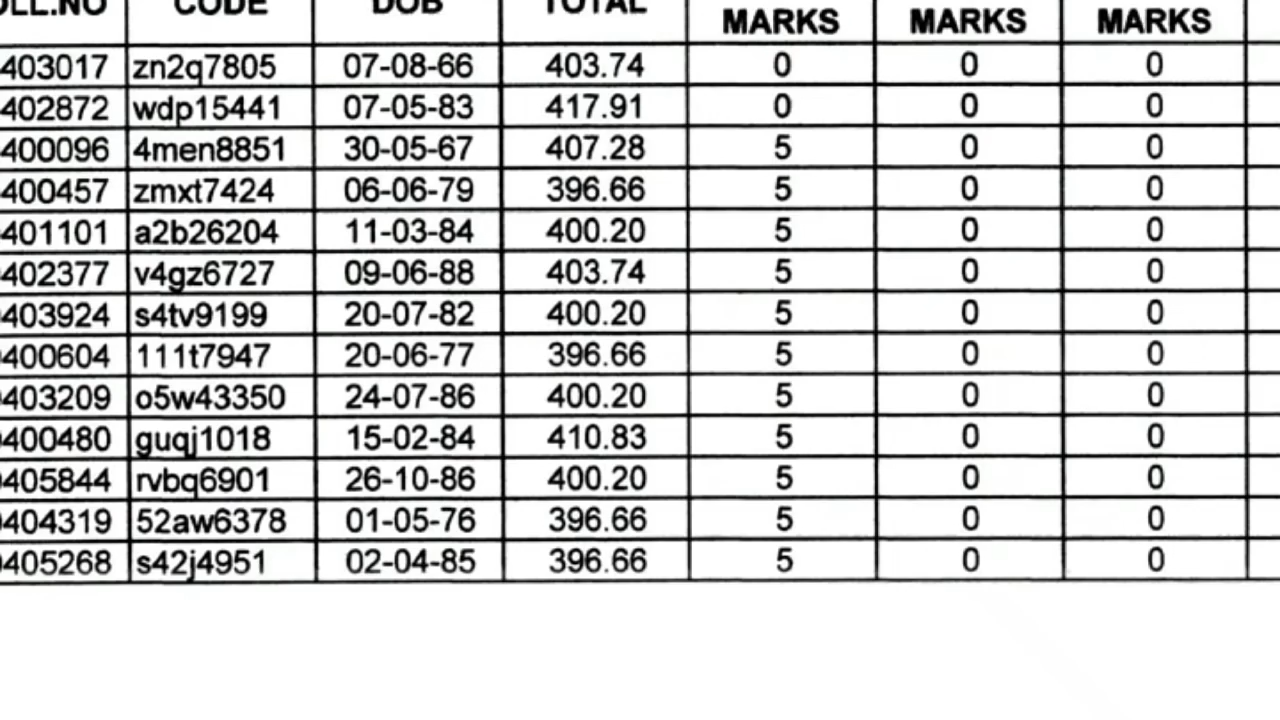 OLL.NO CODE DOB TOTAL
MARKS MARKS MARKS
403017 zn2q7805 07-08-66 403.74 0 0 0
402872 wdp15441 07-05-83 417.91 0 0 0
400096 4men8851 30-05-67 407.28 5 0 0
400457 zmxt7424 06-06-79 396.66 5 0 0
401101 a2b26204 11-03-84 400.20 5 0 0
402377 v4gz6727 09-06-88 403.74 5 0 0
403924 s4tv9199 20-07-82 400.20 5 0 0
400604 111t7947 20-06-77 396.66 5 0 0
403209 o5w43350 24-07-86 400.20 5 0 0
400480 guqj1018 15-02-84 410.83 5 0 0
405844 rvbq6901 26-10-86 400.20 5 0 0
404319 52aw6378 01-05-76 396.66 5 0 0
405268 s42j4951 02-04-85 396.66 5 0 0